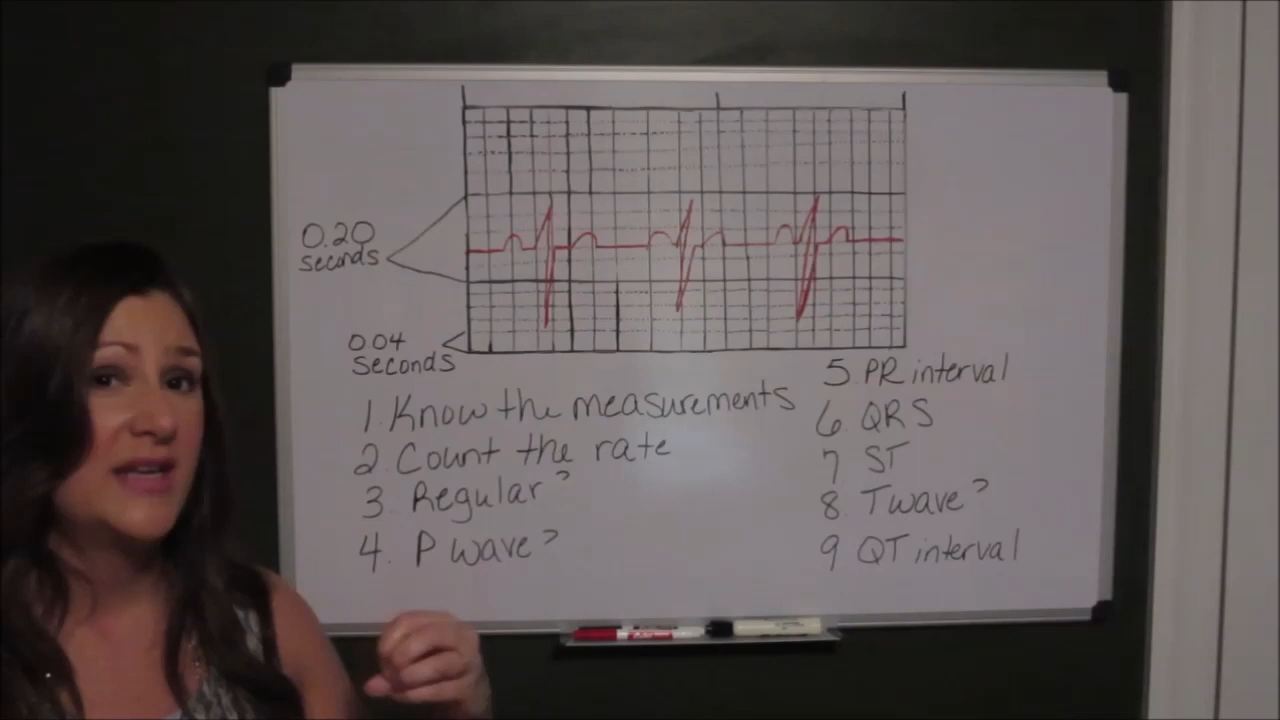 0.20
seconds
0.04
seconds
1. Know the measurements
2. Count the rate
3. Regular?
4. P wave?
5. PR interval
6. QRS
7 ST
8. T wave?
9 QT interval